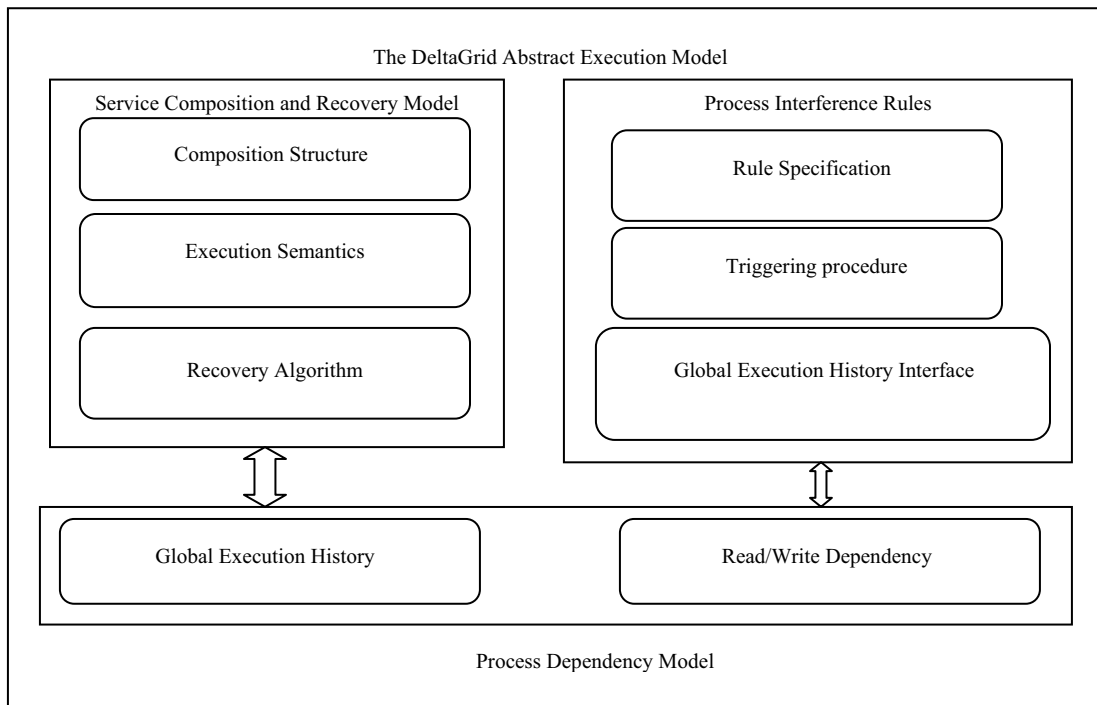 The DeltaGrid Abstract Execution Model
Service Composition and Recovery Model
Composition Structure
Execution Semantics
Recovery Algorithm
Process Interference Rules
Rule Specification
Triggering procedure
Global Execution History Interface
Global Execution History
Read/Write Dependency
Process Dependency Model